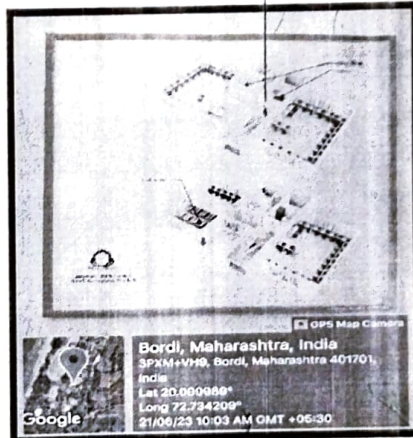 GPS Map Camera
Bordi, Maharashtra, India
3PXM+VH9, Bordi, Maharashtra 401701,
India
Lat 20.000989°
Long 72.734209°
21/06/23 10:03 AM GMT +05:30
Google